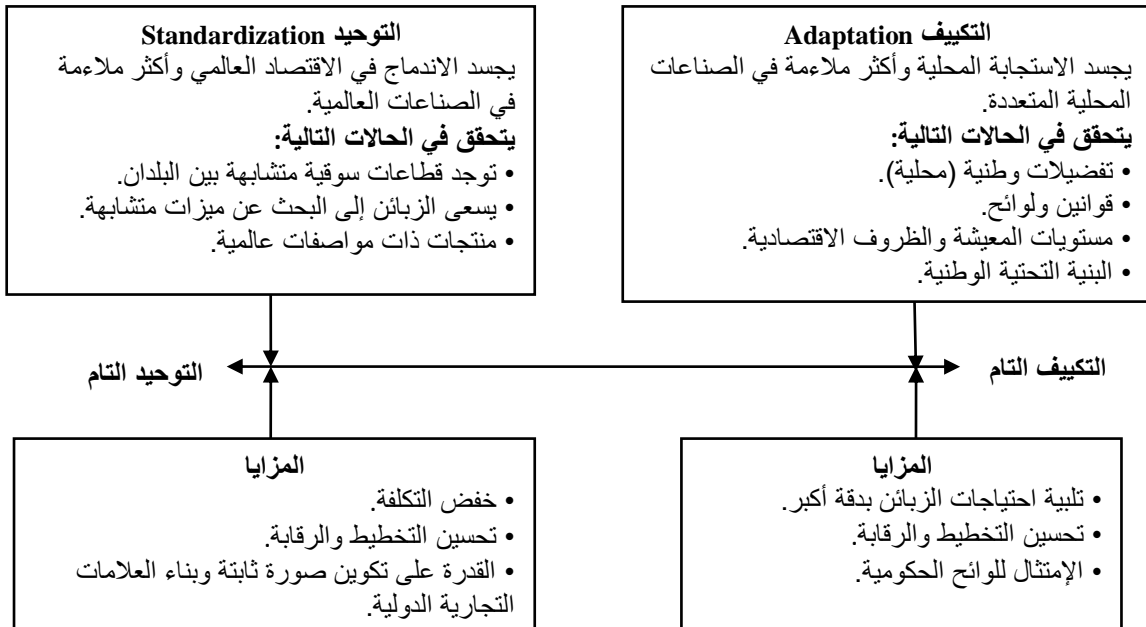 التكييف Adaptation
يجسد الاستجابة المحلية وأكثر ملاءمة في الصناعات
المحلية المتعددة.
يتحقق في الحالات التالية:
• تفضيلات وطنية (محلية).
• قوانين ولوائح.
• مستويات المعيشة والظروف الاقتصادية.
• البنية التحتية الوطنية.
التوحيد Standardization
يجسد الاندماج في الاقتصاد العالمي وأكثر ملاءمة
في الصناعات العالمية.
يتحقق في الحالات التالية:
• توجد قطاعات سوقية متشابهة بين البلدان.
• يسعى الزبائن إلى البحث عن ميزات متشابهة.
• منتجات ذات مواصفات عالمية.
التكييف التام
التوحيد التام
المزايا
• تلبية احتياجات الزبائن بدقة أكبر.
• تحسين التخطيط والرقابة.
• الإمتثال للوائح الحكومية.
المزايا
• خفض التكلفة.
• تحسين التخطيط والرقابة.
• القدرة على تكوين صورة ثابتة وبناء العلامات
التجارية الدولية.